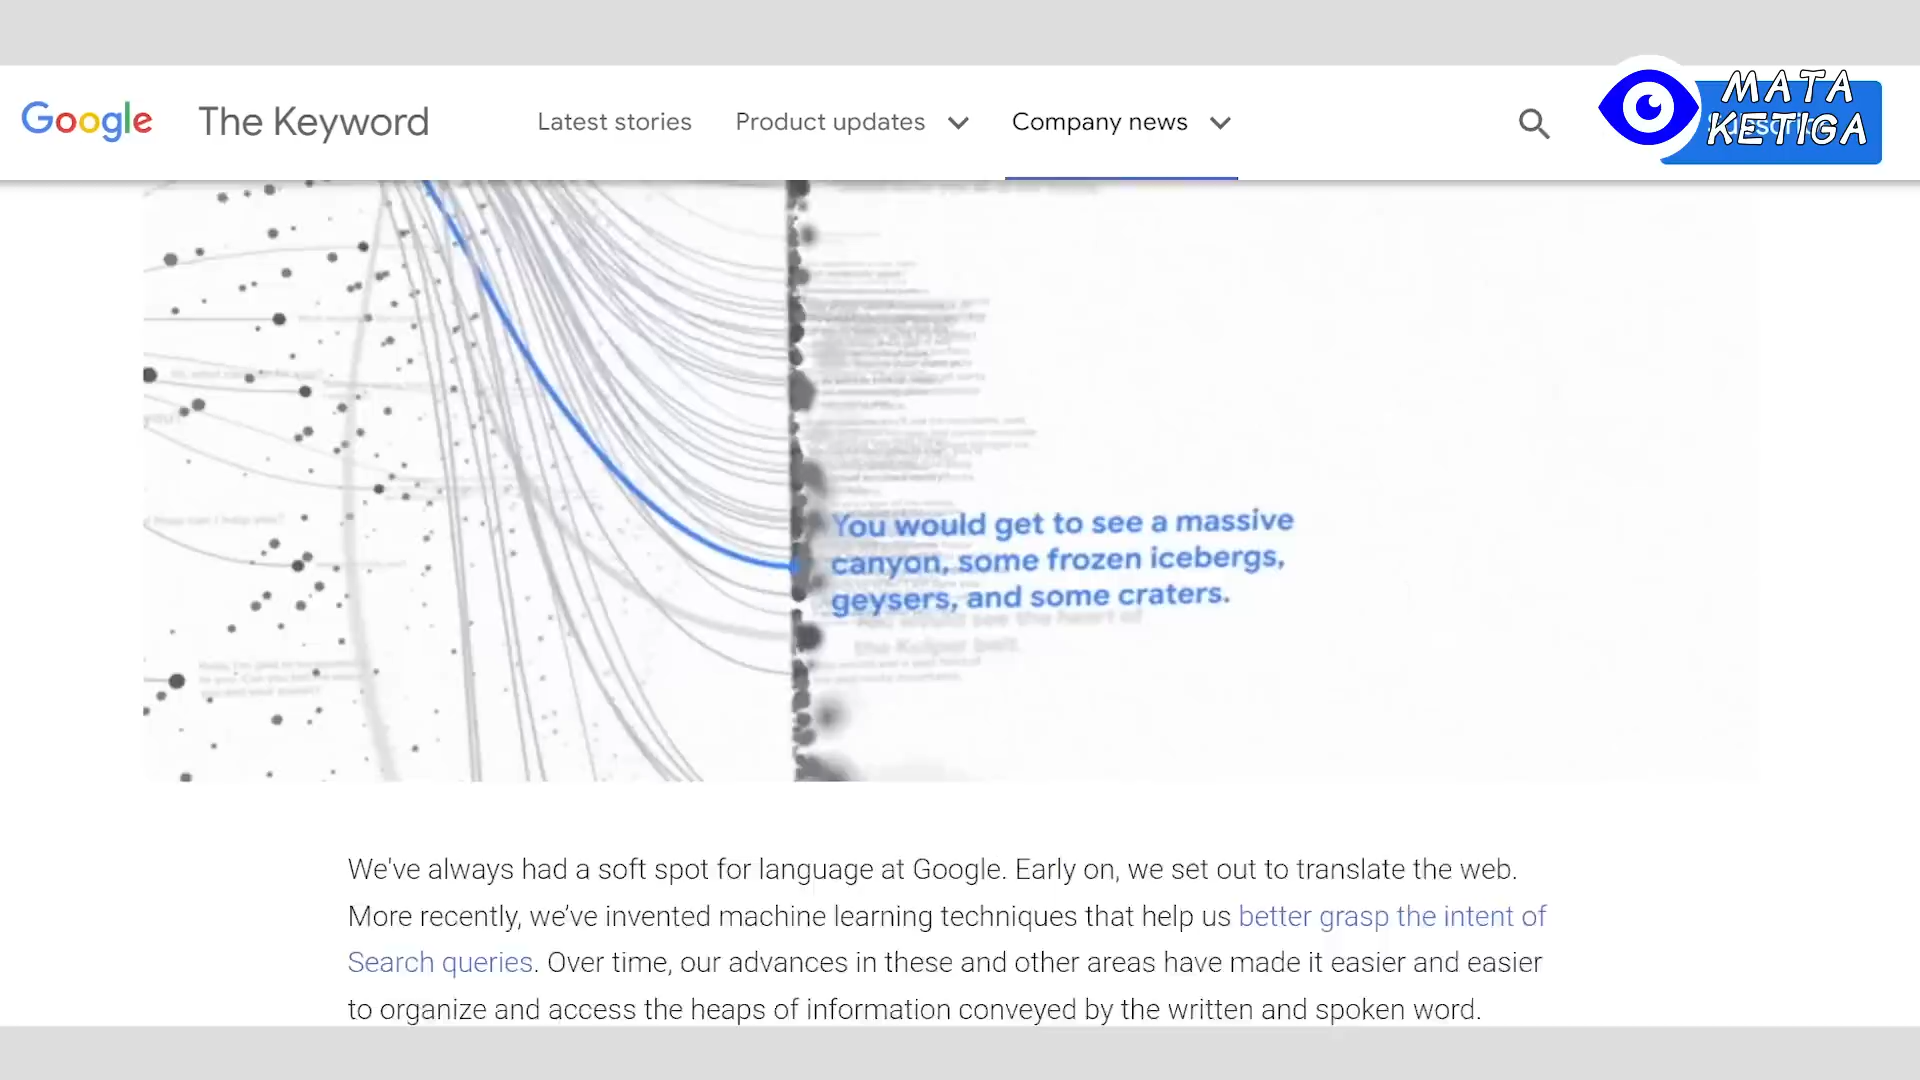 Google The Keyword Latest stories Product updates Company news
MATA
KETIGA
You would get to see a massive
canyon, some frozen icebergs,
geysers, and some craters.
the Kuiper belt.
We've always had a soft spot for language at Google. Early on, we set out to translate the web.
More recently, we’ve invented machine learning techniques that help us better grasp the intent of
Search queries. Over time, our advances in these and other areas have made it easier and easier
to organize and access the heaps of information conveyed by the written and spoken word.